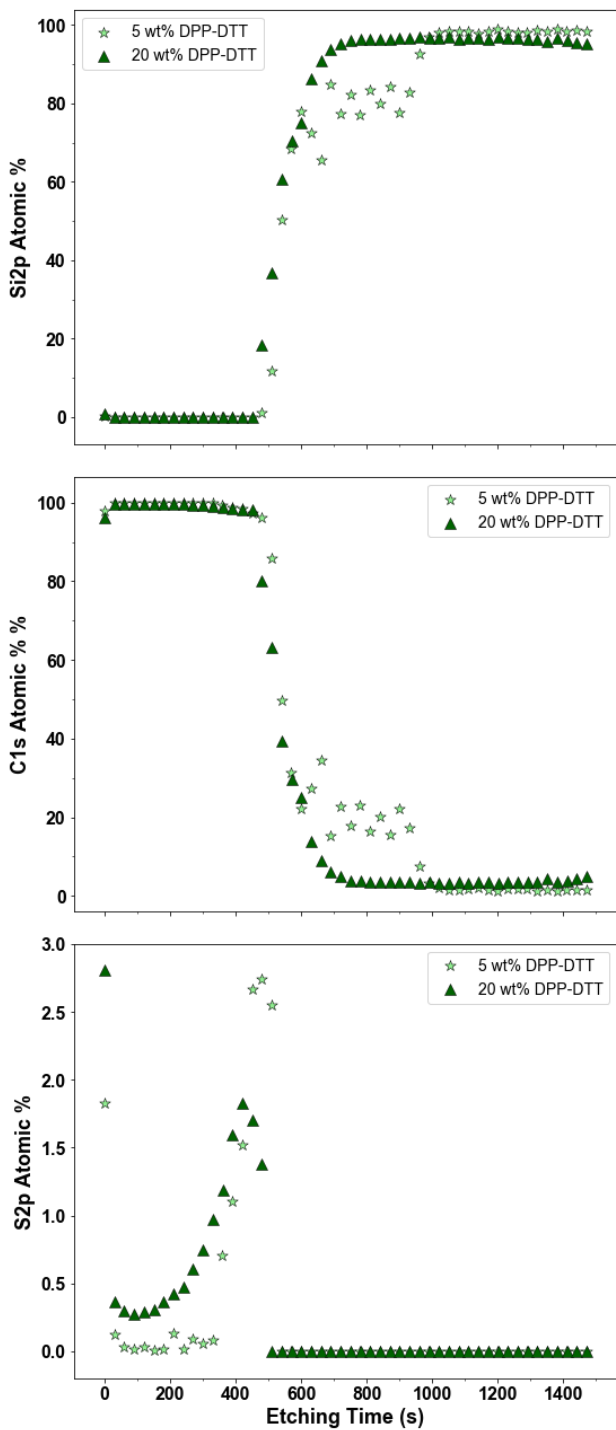 100
80
60
40
20
0
Si2p Atomic %
5 wt% DPP-DTT
20 wt% DPP-DTT
100
80
60
40
20
0
C1s Atomic % %
5 wt% DPP-DTT
20 wt% DPP-DTT
3.0
2.5
2.0
1.5
1.0
0.5
0.0
S2p Atomic %
5 wt% DPP-DTT
20 wt% DPP-DTT
0 200 400 600 800 1000 1200 1400
Etching Time (s)